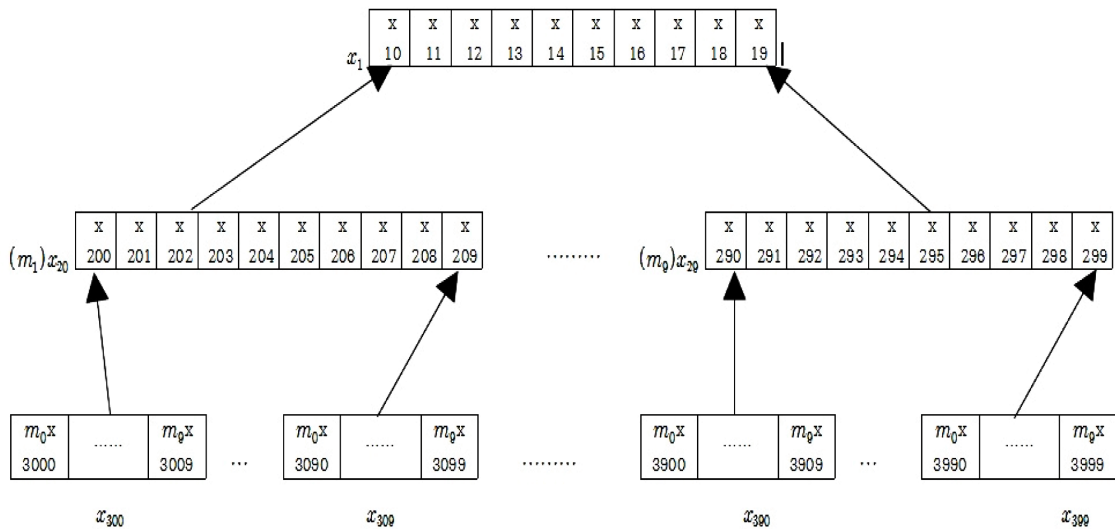 x x x x x x x x x x
x₁ 10 11 12 13 14 15 16 17 18 19
x x x x x x x x x x
(m₁)x₂₀ 200 201 202 203 204 205 206 207 208 209
.........
x x x x x x x x x x
(m₉)x₂₉ 290 291 292 293 294 295 296 297 298 299
m₀x ...... m₉x
3000 3009
...
m₀x ...... m₉x
3090 3099
.........
m₀x ...... m₉x
3900 3909
...
m₀x ...... m₉x
3990 3999
x₃₀₀ x₃₀₉ x₃₉₀ x₃₉₉